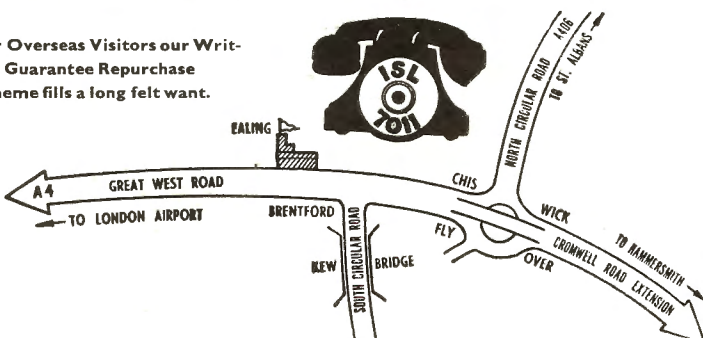 Overseas Visitors our Writ-
Guarantee Repurchase
fills a long felt want.
ISL
7011
EALING
A4
GREAT WEST ROAD
TO LONDON AIRPORT
BRENTFORD
SOUTH CIRCULAR ROAD
KEW
BRIDGE
CHIS
WICK
FLY
OVER
NORTH CIRCULAR ROAD A406
TO ST. ALBANS
CROMWELL ROAD EXTENSION
TO HAMMERSMITH